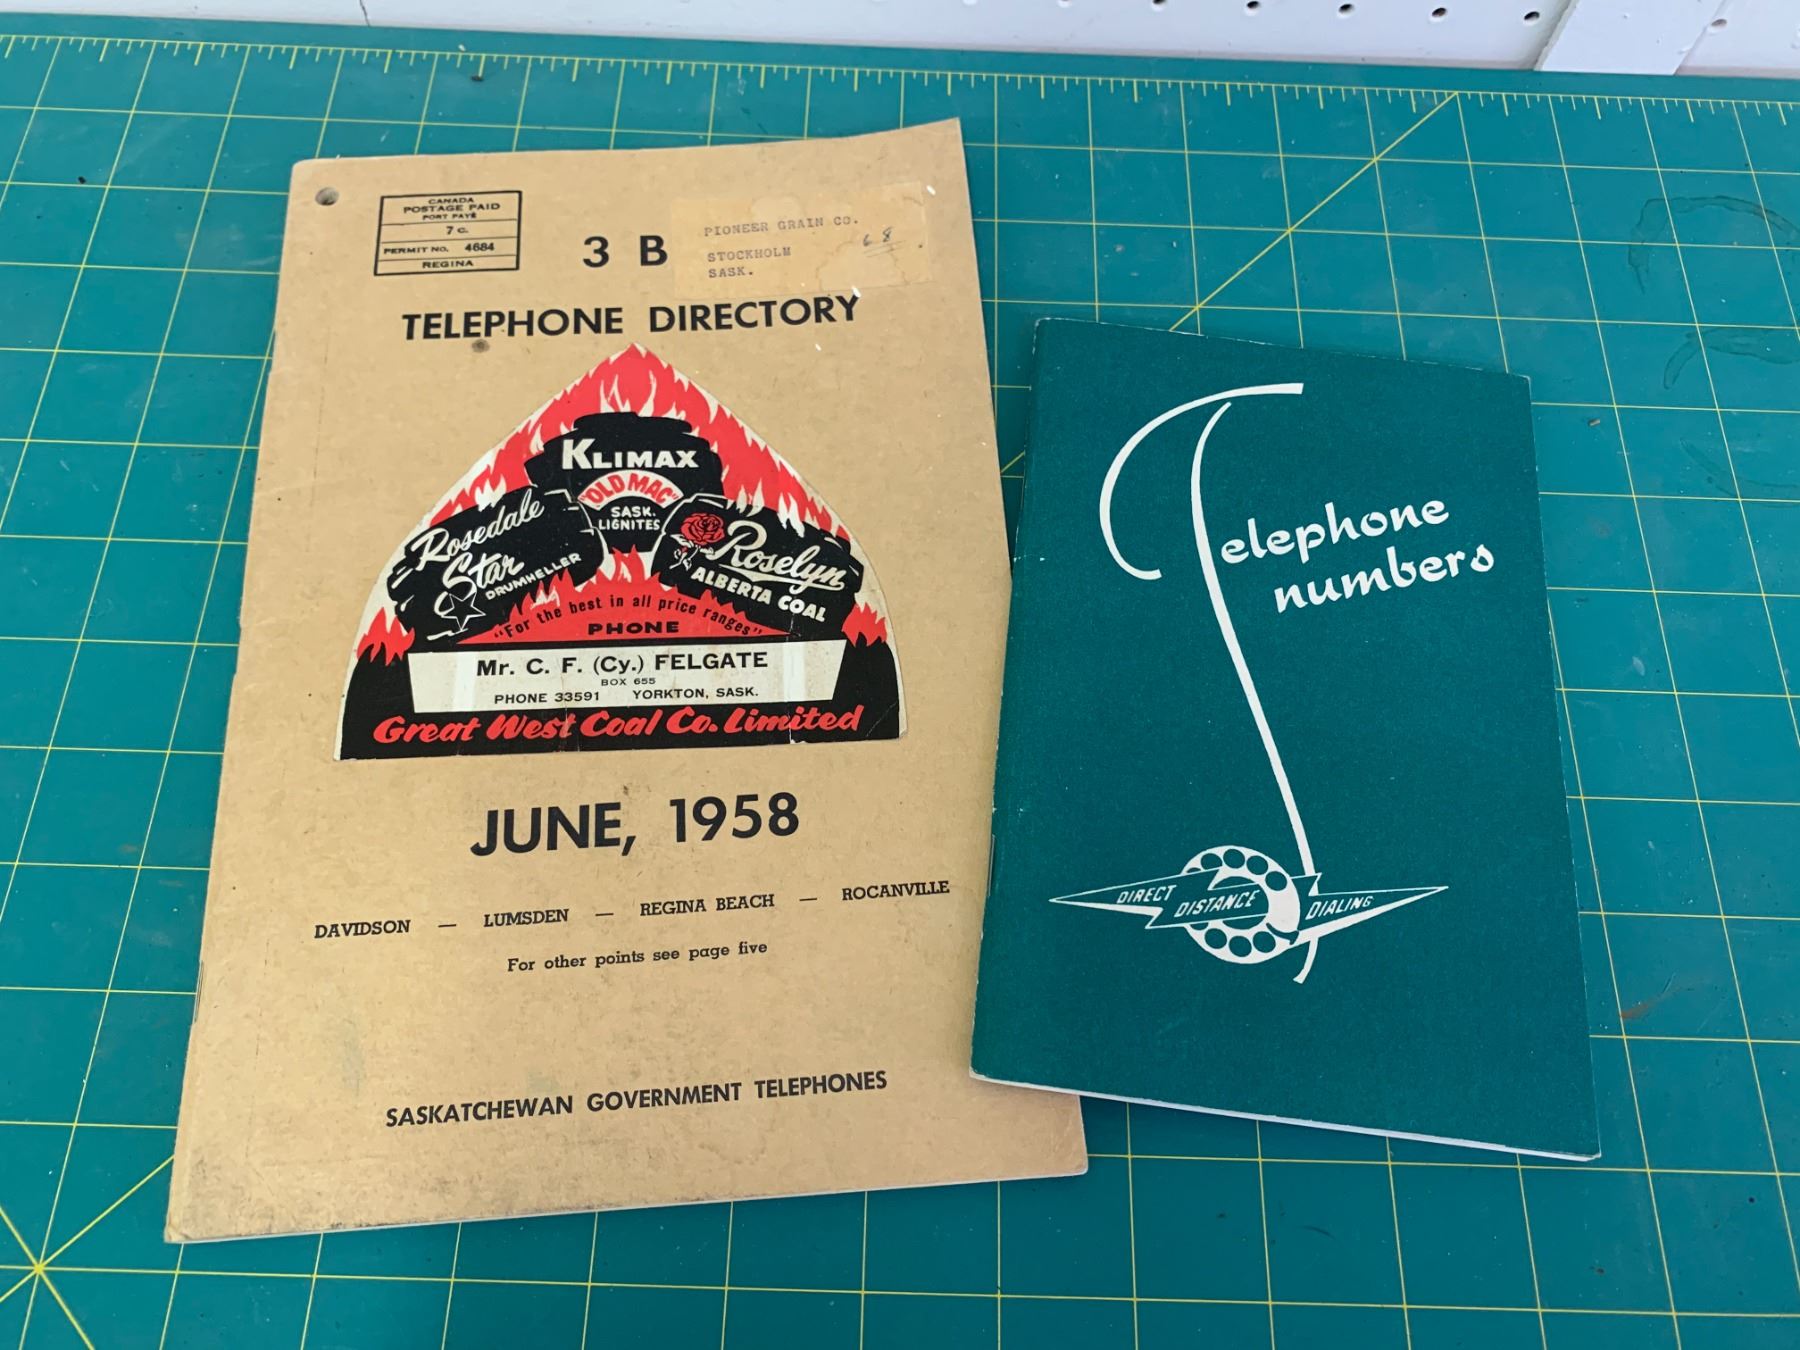 CANADA
POSTAGE PAID
PORT PAYÉ
7 c.
PERMIT NO. 4684
REGINA
3 B
PIONEER GRAIN CO.
STOCKHOLM
SASK.
68
TELEPHONE DIRECTORY
KLIMAX
"OLD MAC"
SASK.
LIGNITES
Rosedale
Star
DRUMHELLER
Roselyn
ALBERTA COAL
"For the best in all price ranges"
PHONE
Mr. C. F. (Cy.) FELGATE
BOX 655
PHONE 33591 YORKTON, SASK.
Great West Coal Co. Limited
JUNE, 1958
DAVIDSON — LUMSDEN — REGINA BEACH — ROCANVILLE
For other points see page five
SASKATCHEWAN GOVERNMENT TELEPHONES
Telephone
numbers
DIRECT DISTANCE DIALING